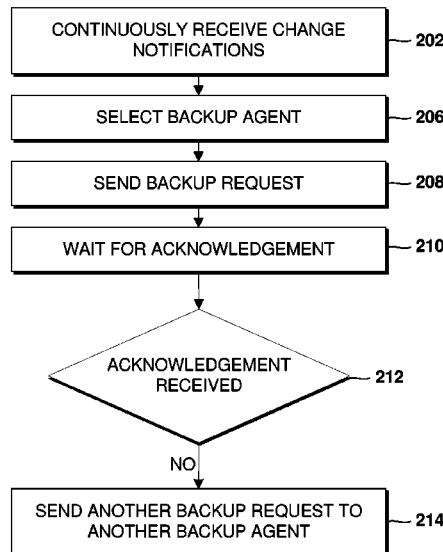 CONTINUOUSLY RECEIVE CHANGE
NOTIFICATIONS
202
SELECT BACKUP AGENT
206
SEND BACKUP REQUEST
208
WAIT FOR ACKNOWLEDGEMENT
210
ACKNOWLEDGEMENT
RECEIVED
212
NO
SEND ANOTHER BACKUP REQUEST TO
ANOTHER BACKUP AGENT
214